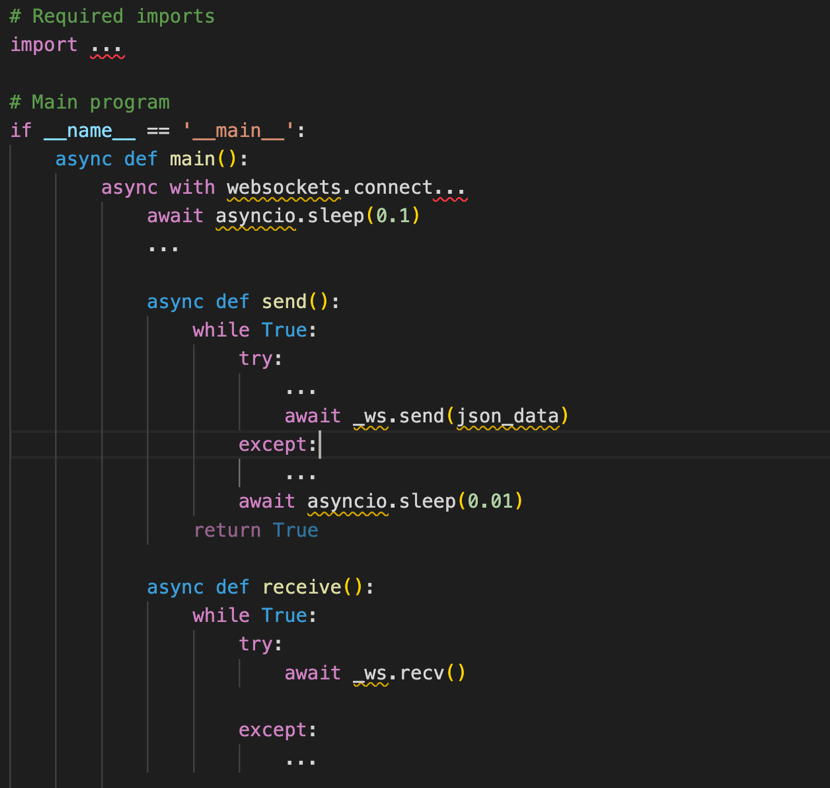 # Required imports
import ...
# Main program
if __name__ == '__main__':
async def main():
async with websockets.connect...
await asyncio.sleep(0.1)
...
async def send():
while True:
try:
...
await _ws.send(json_data)
except:
...
await asyncio.sleep(0.01)
return True
async def receive():
while True:
try:
await _ws.recv()
except:
...